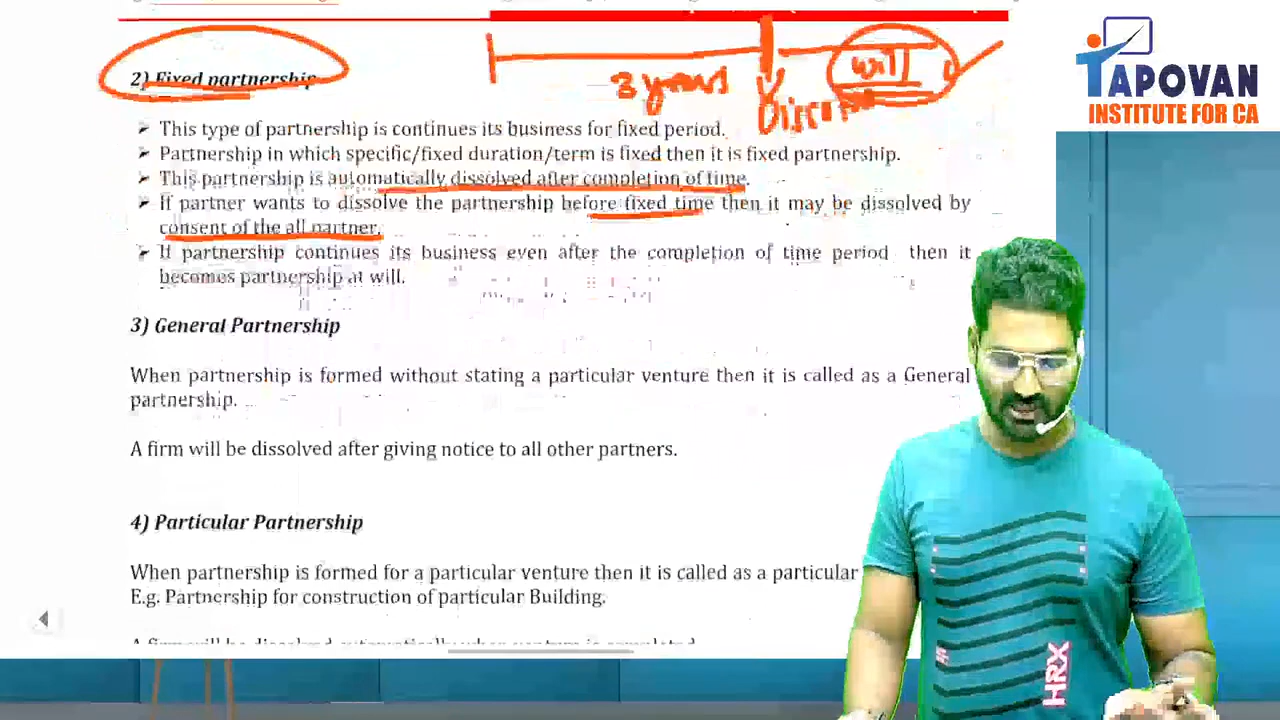 2) Fixed partnership
3 years
will
➤ This type of partnership is continues its business for fixed period.
➤ Partnership in which specific/fixed duration/term is fixed then it is fixed partnership.
➤ This partnership is automatically dissolved after completion of time.
➤ If partner wants to dissolve the partnership before fixed time then it may be dissolved by
consent of the all partner.
➤ If partnership continues its business even after the completion of time period then it
becomes partnership at will.
3) General Partnership
When partnership is formed without stating a particular venture then it is called as a General
partnership.
A firm will be dissolved after giving notice to all other partners.
4) Particular Partnership
When partnership is formed for a particular venture then it is called as a particular
E.g. Partnership for construction of particular Building.
TAPOVAN
INSTITUTE FOR CA
HRX